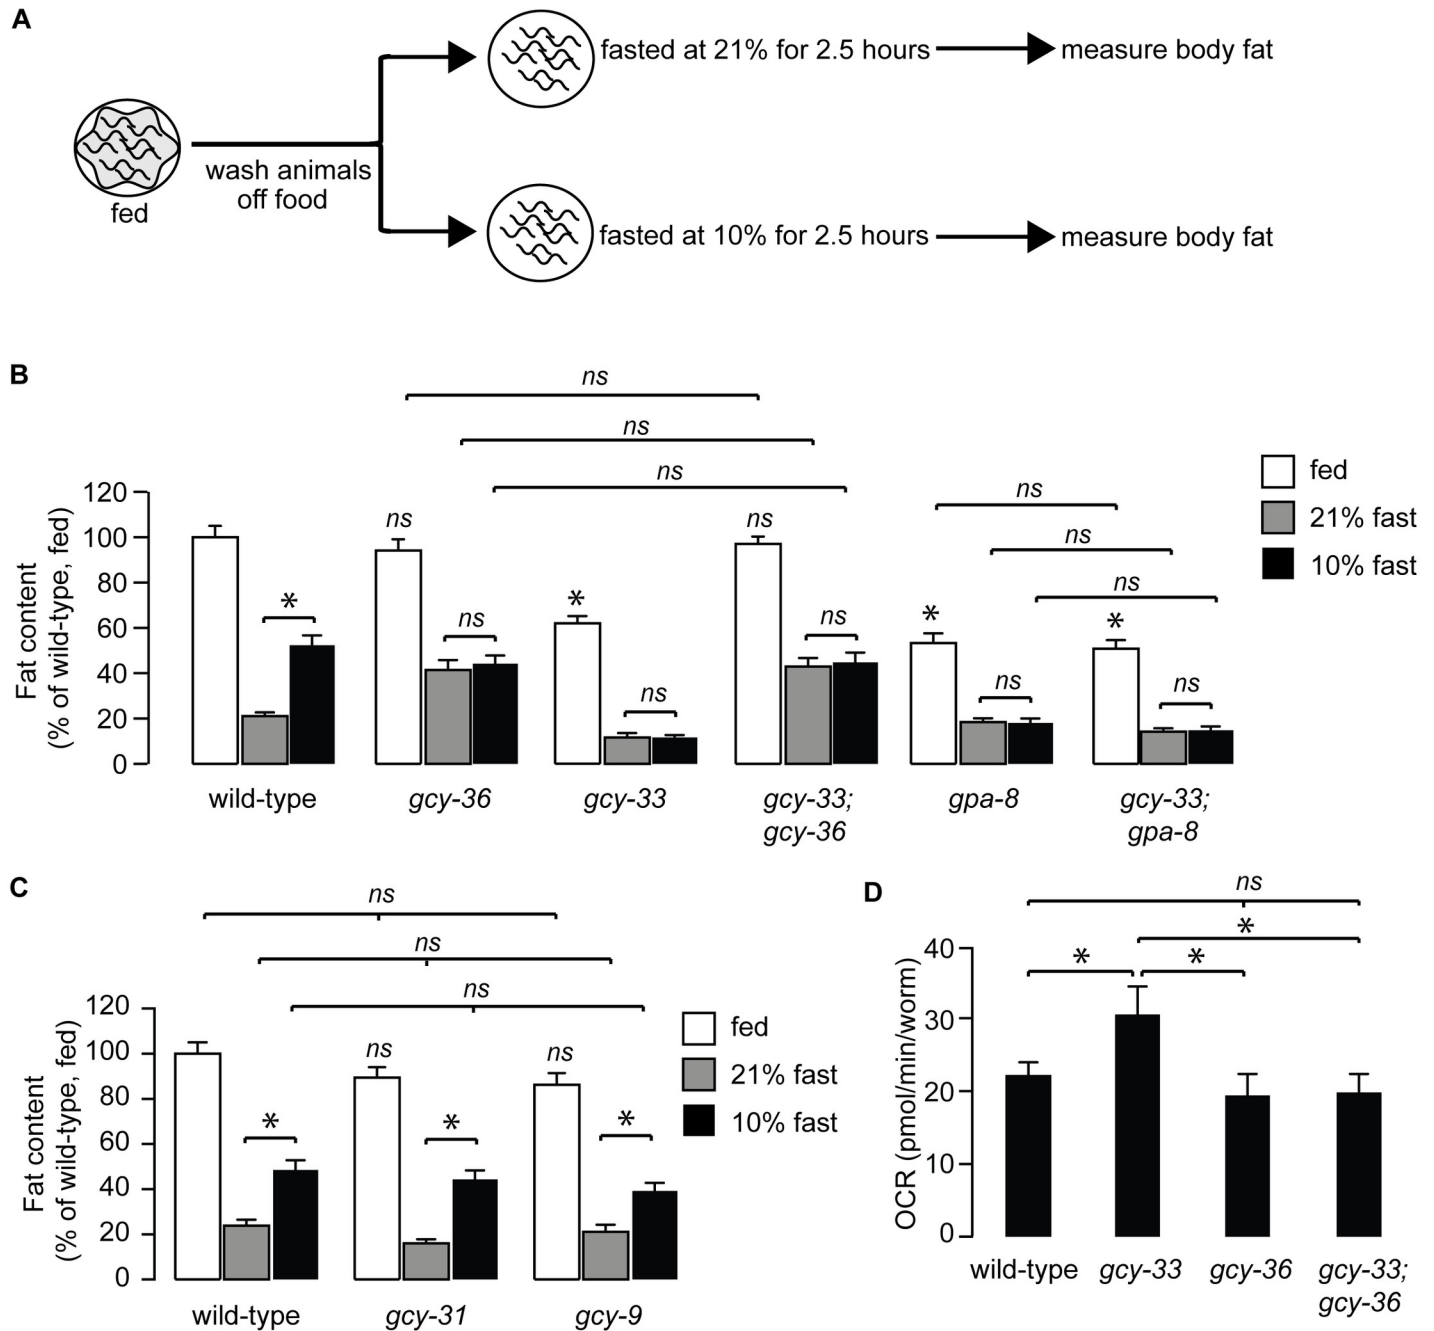 A
fasted at 21% for 2.5 hours
measure body fat
wash animals
off food
fed
fasted at 10% for 2.5 hours
measure body fat
B
ns
ns
ns
ns
ns
ns
fed
21% fast
10% fast
Fat content
(% of wild-type, fed)
120
100
80
60
40
20
0
*
ns
ns
*
ns
ns
ns
*
ns
*
ns
wild-type
gcy-36
gcy-33
gcy-33;
gcy-36
gpa-8
gcy-33;
gpa-8
C
ns
ns
ns
fed
21% fast
10% fast
Fat content
(% of wild-type, fed)
120
100
80
60
40
20
0
*
ns
*
ns
*
wild-type
gcy-31
gcy-9
D
ns
*
*
*
OCR (pmol/min/worm)
40
30
20
10
0
wild-type
gcy-33
gcy-36
gcy-33;
gcy-36